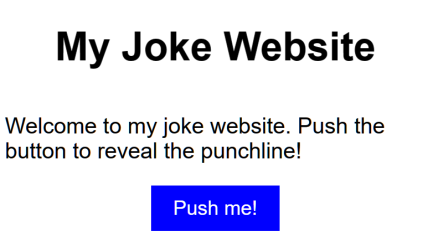 My Joke Website
Welcome to my joke website. Push the
button to reveal the punchline!
Push me!